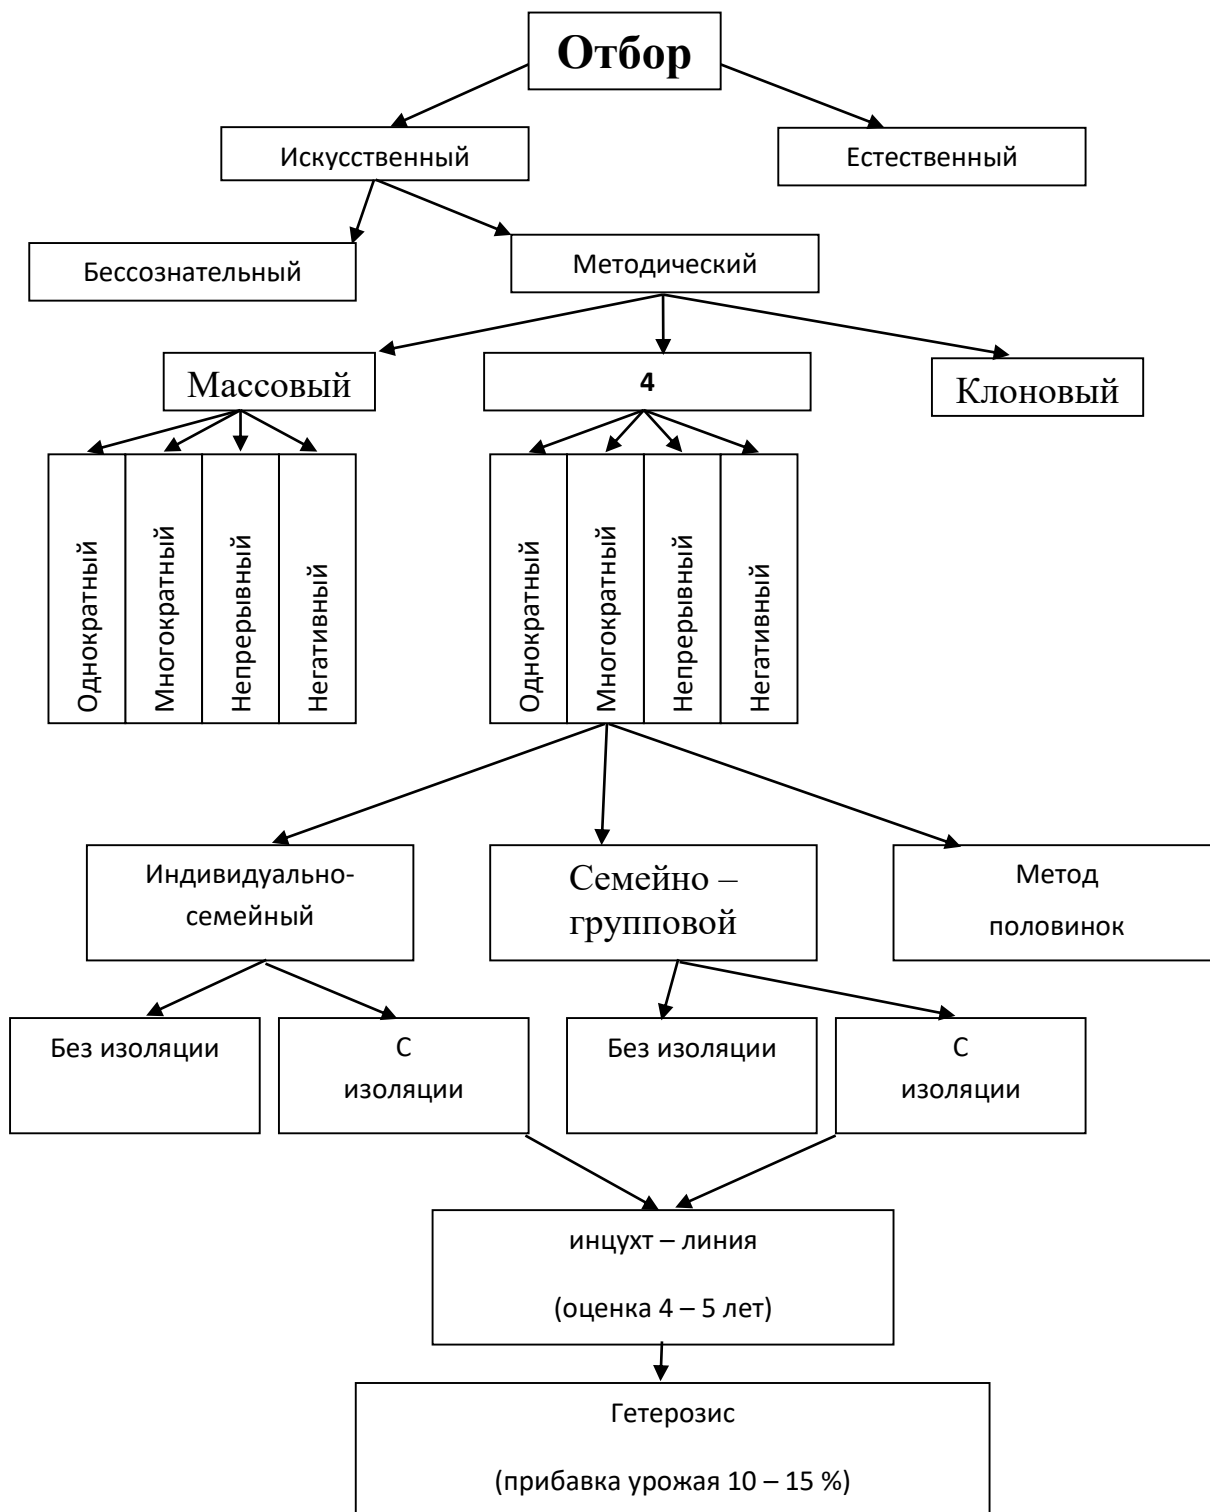 Отбор
Искусственный
Естественный
Бессознательный
Методический
Массовый
4
Клоновый
Однократный
Многократный
Непрерывный
Негативный
Однократный
Многократный
Непрерывный
Негативный
Индивидуально-
семейный
Семейно –
групповой
Метод
половинок
Без изоляции
С
изоляции
Без изоляции
С
изоляции
инцухт – линия
(оценка 4 – 5 лет)
Гетерозис
(прибавка урожая 10 – 15 %)